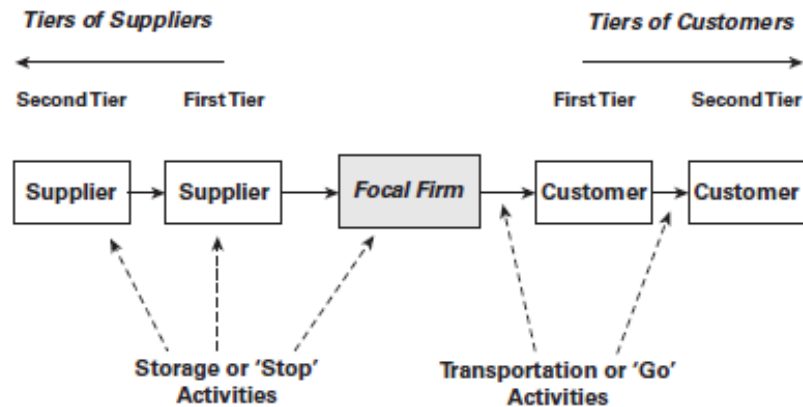 Tiers of Suppliers
Tiers of Customers
Second Tier
First Tier
First Tier
Second Tier
Supplier
Supplier
Focal Firm
Customer
Customer
Storage or ‘Stop’
Activities
Transportation or ‘Go’
Activities